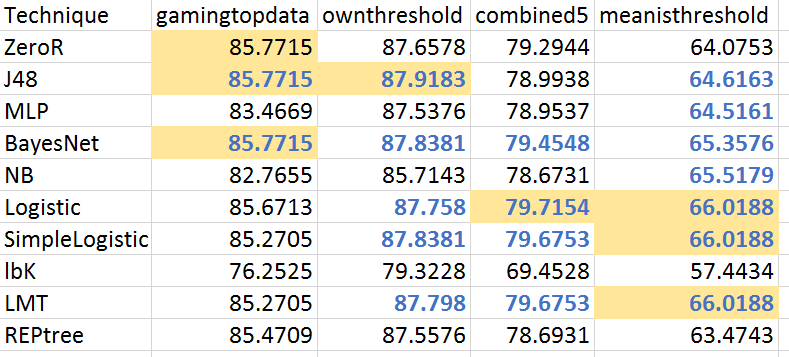 Technique gamingtopdata ownthreshold combined5 meanisthreshold
ZeroR 85.7715 87.6578 79.2944 64.0753
J48 85.7715 87.9183 78.9938 64.6163
MLP 83.4669 87.5376 78.9537 64.5161
BayesNet 85.7715 87.8381 79.4548 65.3576
NB 82.7655 85.7143 78.6731 65.5179
Logistic 85.6713 87.758 79.7154 66.0188
SimpleLogistic 85.2705 87.8381 79.6753 66.0188
lbK 76.2525 79.3228 69.4528 57.4434
LMT 85.2705 87.798 79.6753 66.0188
REPtree 85.4709 87.5576 78.6931 63.4743